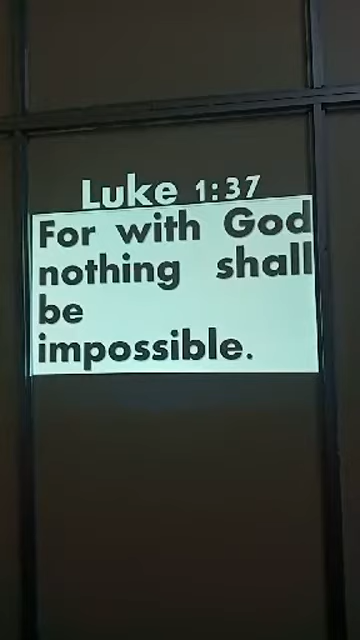 Luke 1:37
For with God
nothing shall
be
impossible.